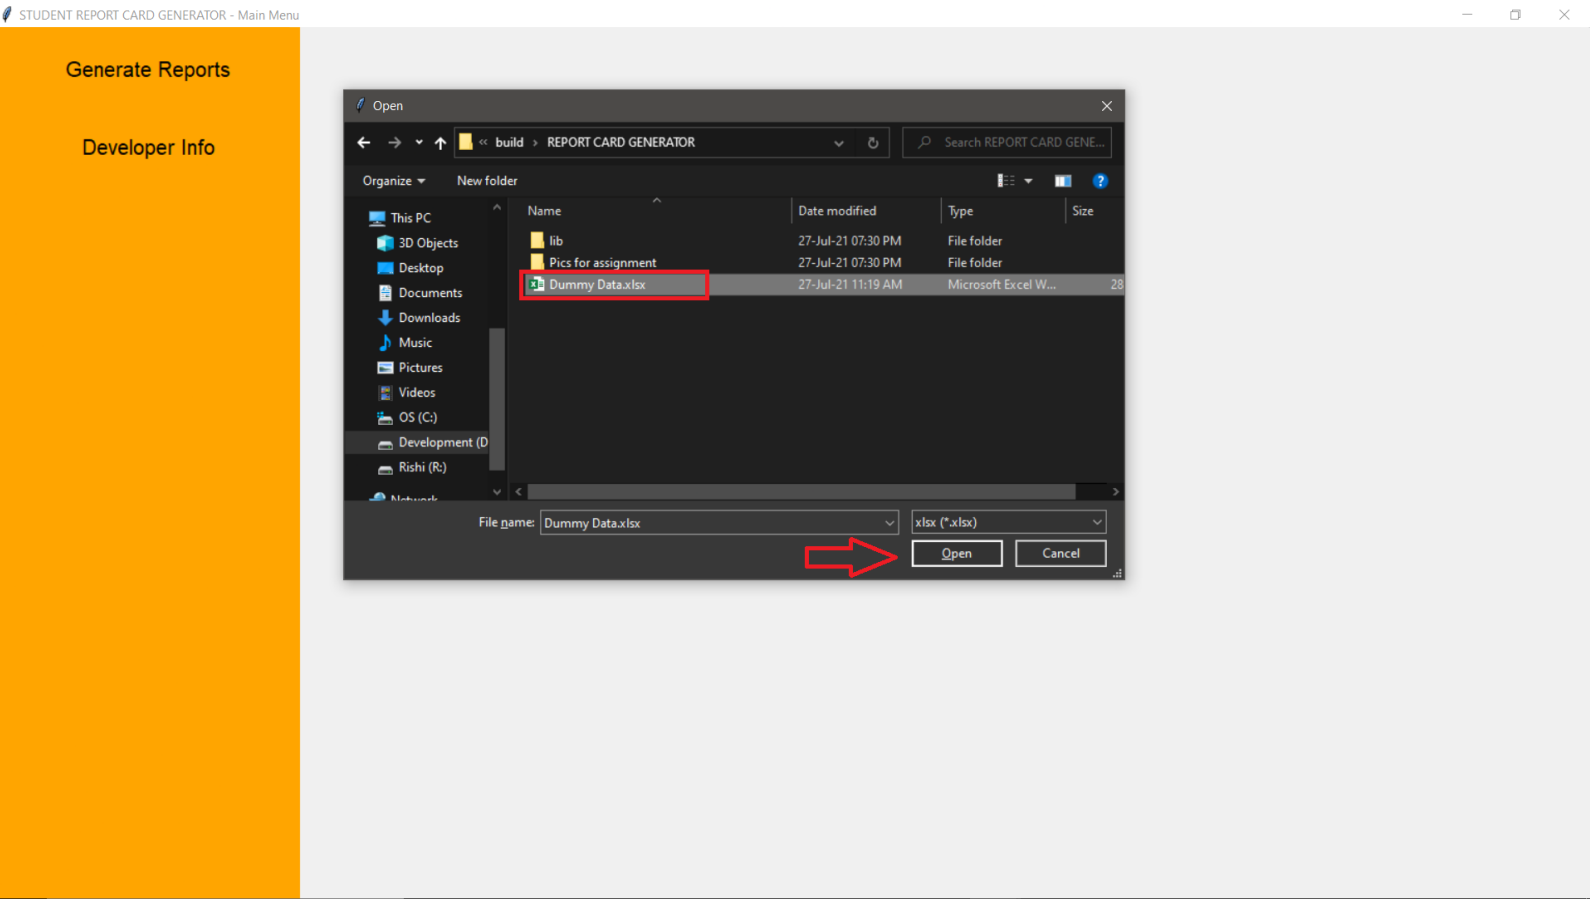 STUDENT REPORT CARD GENERATOR - Main Menu
Generate Reports
Developer Info
Open
« build › REPORT CARD GENERATOR
Search REPORT CARD GENE...
Organize
New folder
Name
Date modified
Type
Size
This PC
3D Objects
Desktop
Documents
Downloads
Music
Pictures
Videos
OS (C:)
Development (D
Rishi (R:)
Network
lib
27-Jul-21 07:30 PM
File folder
Pics for assignment
27-Jul-21 07:30 PM
File folder
Dummy Data.xlsx
27-Jul-21 11:19 AM
Microsoft Excel W...
28
File name:
Dummy Data.xlsx
xlsx (*.xlsx)
Open
Cancel